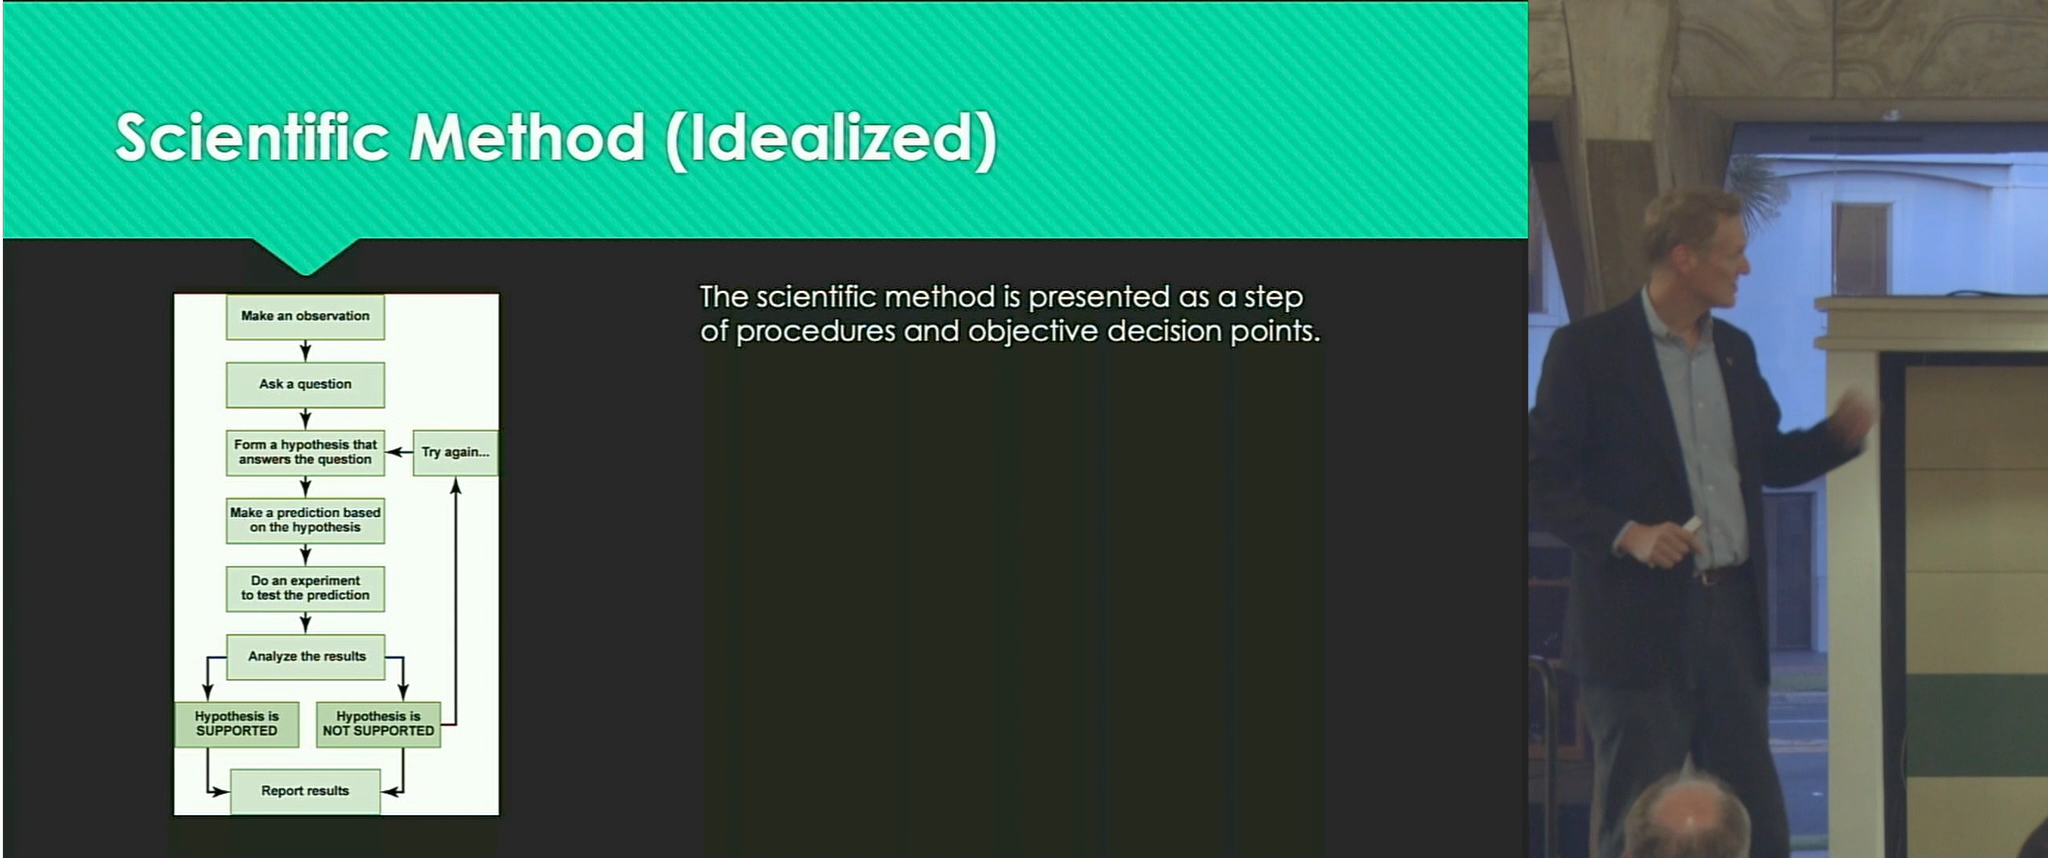 Scientific Method (Idealized)
Make an observation
Ask a question
Form a hypothesis that
answers the question
Try again...
Make a prediction based
on the hypothesis
Do an experiment
to test the prediction
Analyze the results
Hypothesis is
SUPPORTED
Hypothesis is
NOT SUPPORTED
Report results
The scientific method is presented as a step
of procedures and objective decision points.